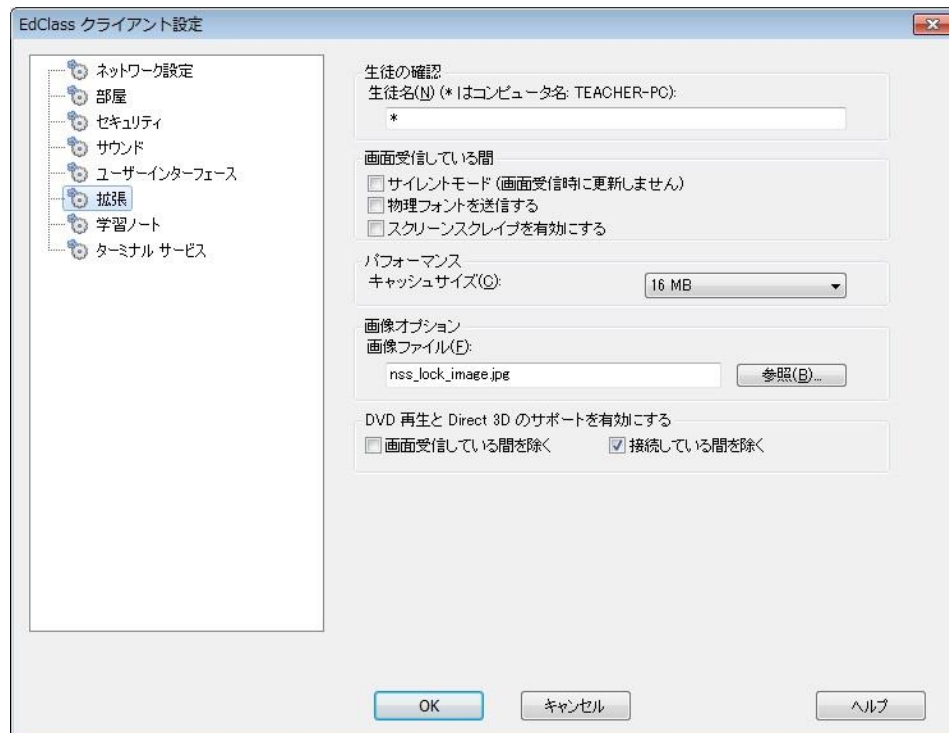 EdClass クライアント設定
ネットワーク設定
部屋
セキュリティ
サウンド
ユーザーインターフェース
拡張
学習ノート
ターミナル サービス
生徒の確認
生徒名(N) (* はコンピュータ名: TEACHER-PC):
*
画面受信している間
サイレントモード (画面受信時に更新しません)
物理フォントを送信する
スクリーンスクレイプを有効にする
パフォーマンス
キャッシュサイズ(C):
16 MB
画像オプション
画像ファイル(F):
nss_lock_image.jpg
参照(B)...
DVD 再生と Direct 3D のサポートを有効にする
画面受信している間を除く
接続している間を除く
OK
キャンセル
ヘルプ